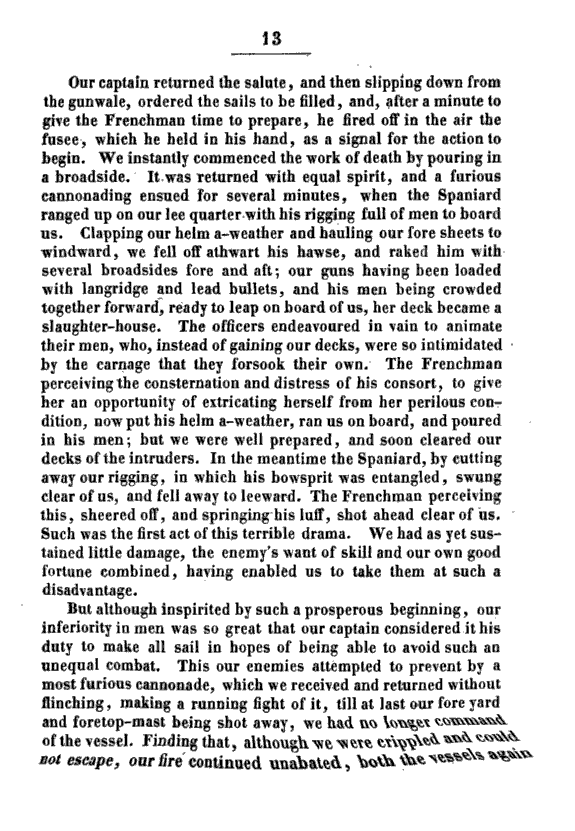 13
Our captain returned the salute, and then slipping down from
the gunwale, ordered the sails to be filled, and, after a minute to
give the Frenchman time to prepare, he fired off in the air the
fusee, which he held in his hand, as a signal for the action to
begin. We instantly commenced the work of death by pouring in
a broadside. It was returned with equal spirit, and a furious
cannonading ensued for several minutes, when the Spaniard
ranged up on our lee quarter with his rigging full of men to board
us. Clapping our helm a-weather and hauling our fore sheets to
windward, we fell off athwart his hawse, and raked him with
several broadsides fore and aft; our guns having been loaded
with langridge and lead bullets, and his men being crowded
together forward, ready to leap on board of us, her deck became a
slaughter-house. The officers endeavoured in vain to animate
their men, who, instead of gaining our decks, were so intimidated
by the carnage that they forsook their own. The Frenchman
perceiving the consternation and distress of his consort, to give
her an opportunity of extricating herself from her perilous con-
dition, now put his helm a-weather, ran us on board, and poured
in his men; but we were well prepared, and soon cleared our
decks of the intruders. In the meantime the Spaniard, by cutting
away our rigging, in which his bowsprit was entangled, swung
clear of us, and fell away to leeward. The Frenchman perceiving
this, sheered off, and springing his luff, shot ahead clear of us.
Such was the first act of this terrible drama. We had as yet sus-
tained little damage, the enemy's want of skill and our own good
fortune combined, having enabled us to take them at such a
disadvantage.
But although inspirited by such a prosperous beginning, our
inferiority in men was so great that our captain considered it his
duty to make all sail in hopes of being able to avoid such an
unequal combat. This our enemies attempted to prevent by a
most furious cannonade, which we received and returned without
flinching, making a running fight of it, till at last our fore yard
and foretop-mast being shot away, we had no longer command
of the vessel. Finding that, although we were crippled and could
not escape, our fire continued unabated, both the vessels again